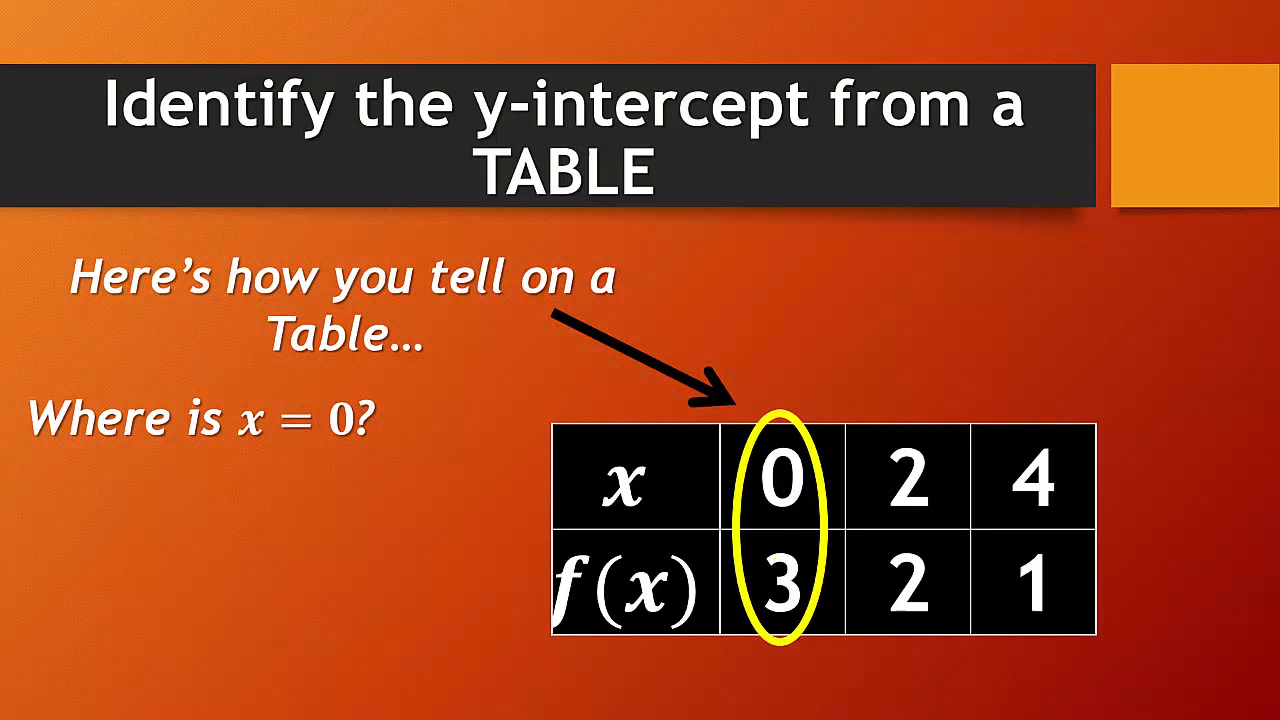 Identify the y-intercept from a
TABLE
Here’s how you tell on a
Table…
Where is x = 0?
x 0 2 4
f(x) 3 2 1